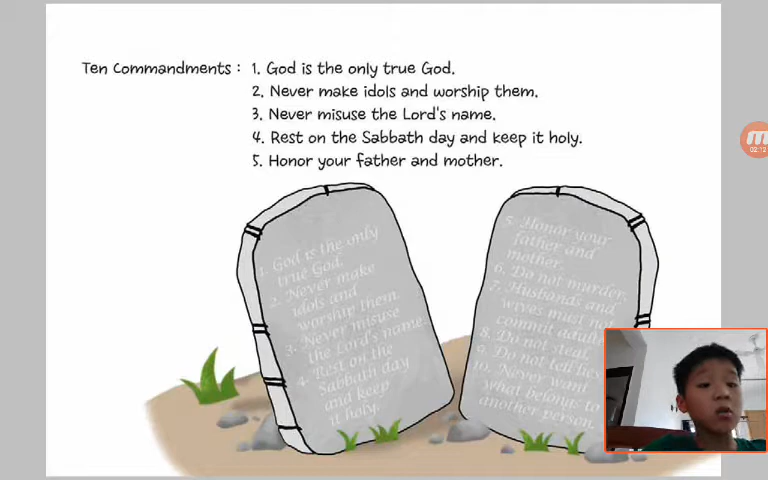 Ten Commandments : 1. God is the only true God.
2. Never make idols and worship them.
3. Never misuse the Lord's name.
4. Rest on the Sabbath day and keep it holy.
5. Honor your father and mother.
1. God is the only
true God.
2. Never make
idols and
worship them.
3. Never misuse
the Lord's name
4. Rest on the
Sabbath day
and keep
it holy.
5. Honor your
father and
mother.
6. Do not murder.
7. Husbands and
wives must
commit
8. Do not steal.
9. Do not tell lies
10. Never want
what belongs to
another person.
02:12